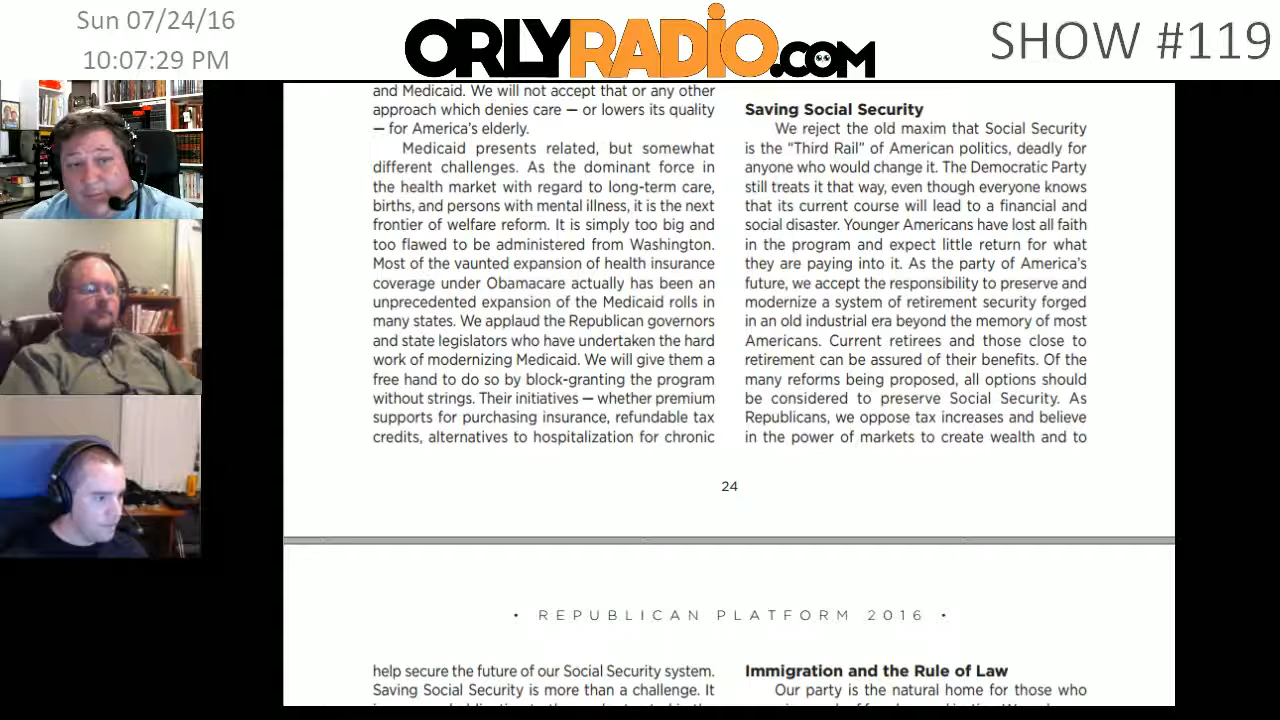 Sun 07/24/16
10:07:29 PM
ORLYRADIO.COM
SHOW #119
and Medicaid. We will not accept that or any other
approach which denies care — or lowers its quality
— for America's elderly.
Medicaid presents related, but somewhat
different challenges. As the dominant force in
the health market with regard to long-term care,
births, and persons with mental illness, it is the next
frontier of welfare reform. It is simply too big and
too flawed to be administered from Washington.
Most of the vaunted expansion of health insurance
coverage under Obamacare actually has been an
unprecedented expansion of the Medicaid rolls in
many states. We applaud the Republican governors
and state legislators who have undertaken the hard
work of modernizing Medicaid. We will give them a
free hand to do so by block-granting the program
without strings. Their initiatives — whether premium
supports for purchasing insurance, refundable tax
credits, alternatives to hospitalization for chronic
Saving Social Security
We reject the old maxim that Social Security
is the “Third Rail” of American politics, deadly for
anyone who would change it. The Democratic Party
still treats it that way, even though everyone knows
that its current course will lead to a financial and
social disaster. Younger Americans have lost all faith
in the program and expect little return for what
they are paying into it. As the party of America's
future, we accept the responsibility to preserve and
modernize a system of retirement security forged
in an old industrial era beyond the memory of most
Americans. Current retirees and those close to
retirement can be assured of their benefits. Of the
many reforms being proposed, all options should
be considered to preserve Social Security. As
Republicans, we oppose tax increases and believe
in the power of markets to create wealth and to
24
• REPUBLICAN PLATFORM 2016 •
help secure the future of our Social Security system.
Saving Social Security is more than a challenge. It
Immigration and the Rule of Law
Our party is the natural home for those who